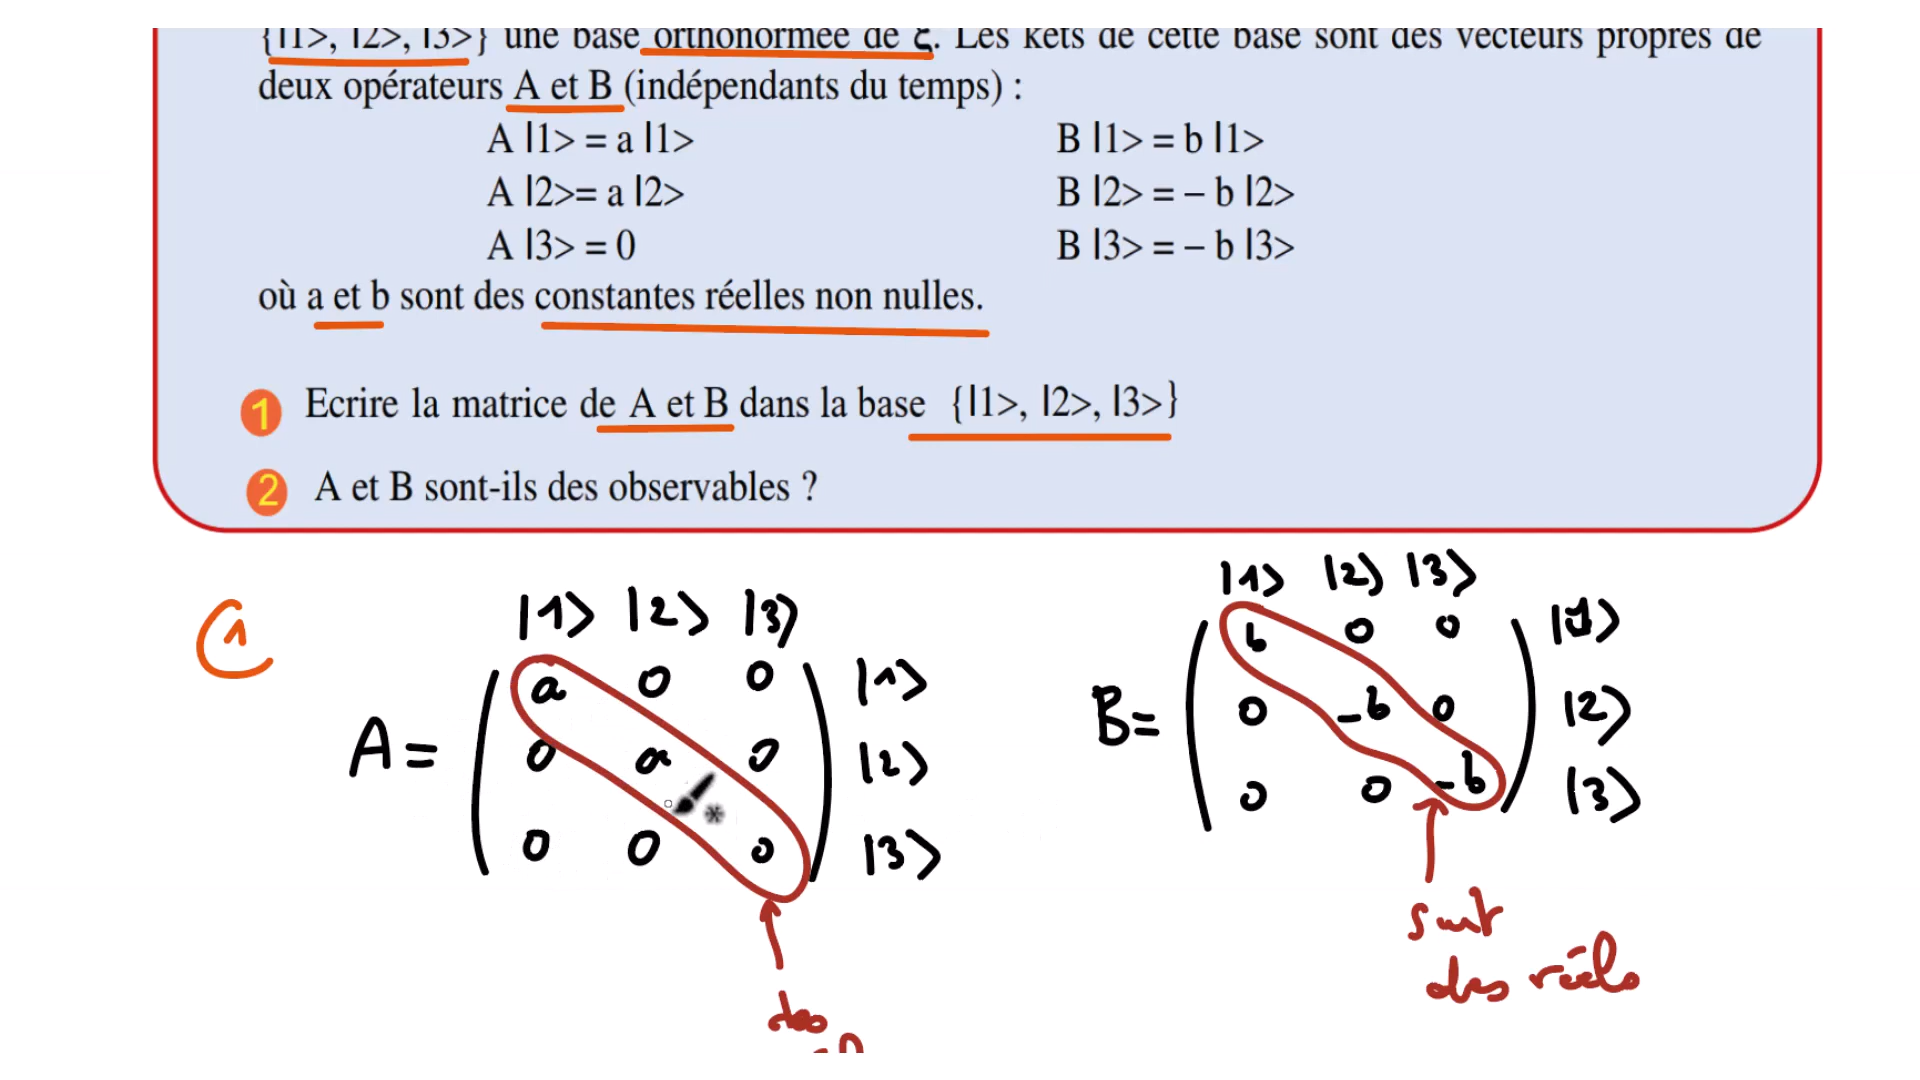 {|1>, |2>, |3>} une base orthonormée de ξ. Les kets de cette base sont des vecteurs propres de
deux opérateurs A et B (indépendants du temps) :
A |1> = a |1> B |1> = b |1>
A |2>= a |2> B |2> = – b |2>
A |3> = 0 B |3> = – b |3>
où a et b sont des constantes réelles non nulles.
1 Ecrire la matrice de A et B dans la base {|1>, |2>, |3>}
2 A et B sont-ils des observables ?
1
|1> |2> |3>
a 0 0 |1>
A = 0 a 0 |2>
0 0 0 |3>
des
|1> |2> |3>
b 0 0 |1>
B = 0 -b 0 |2>
0 0 -b |3>
sont
des réels